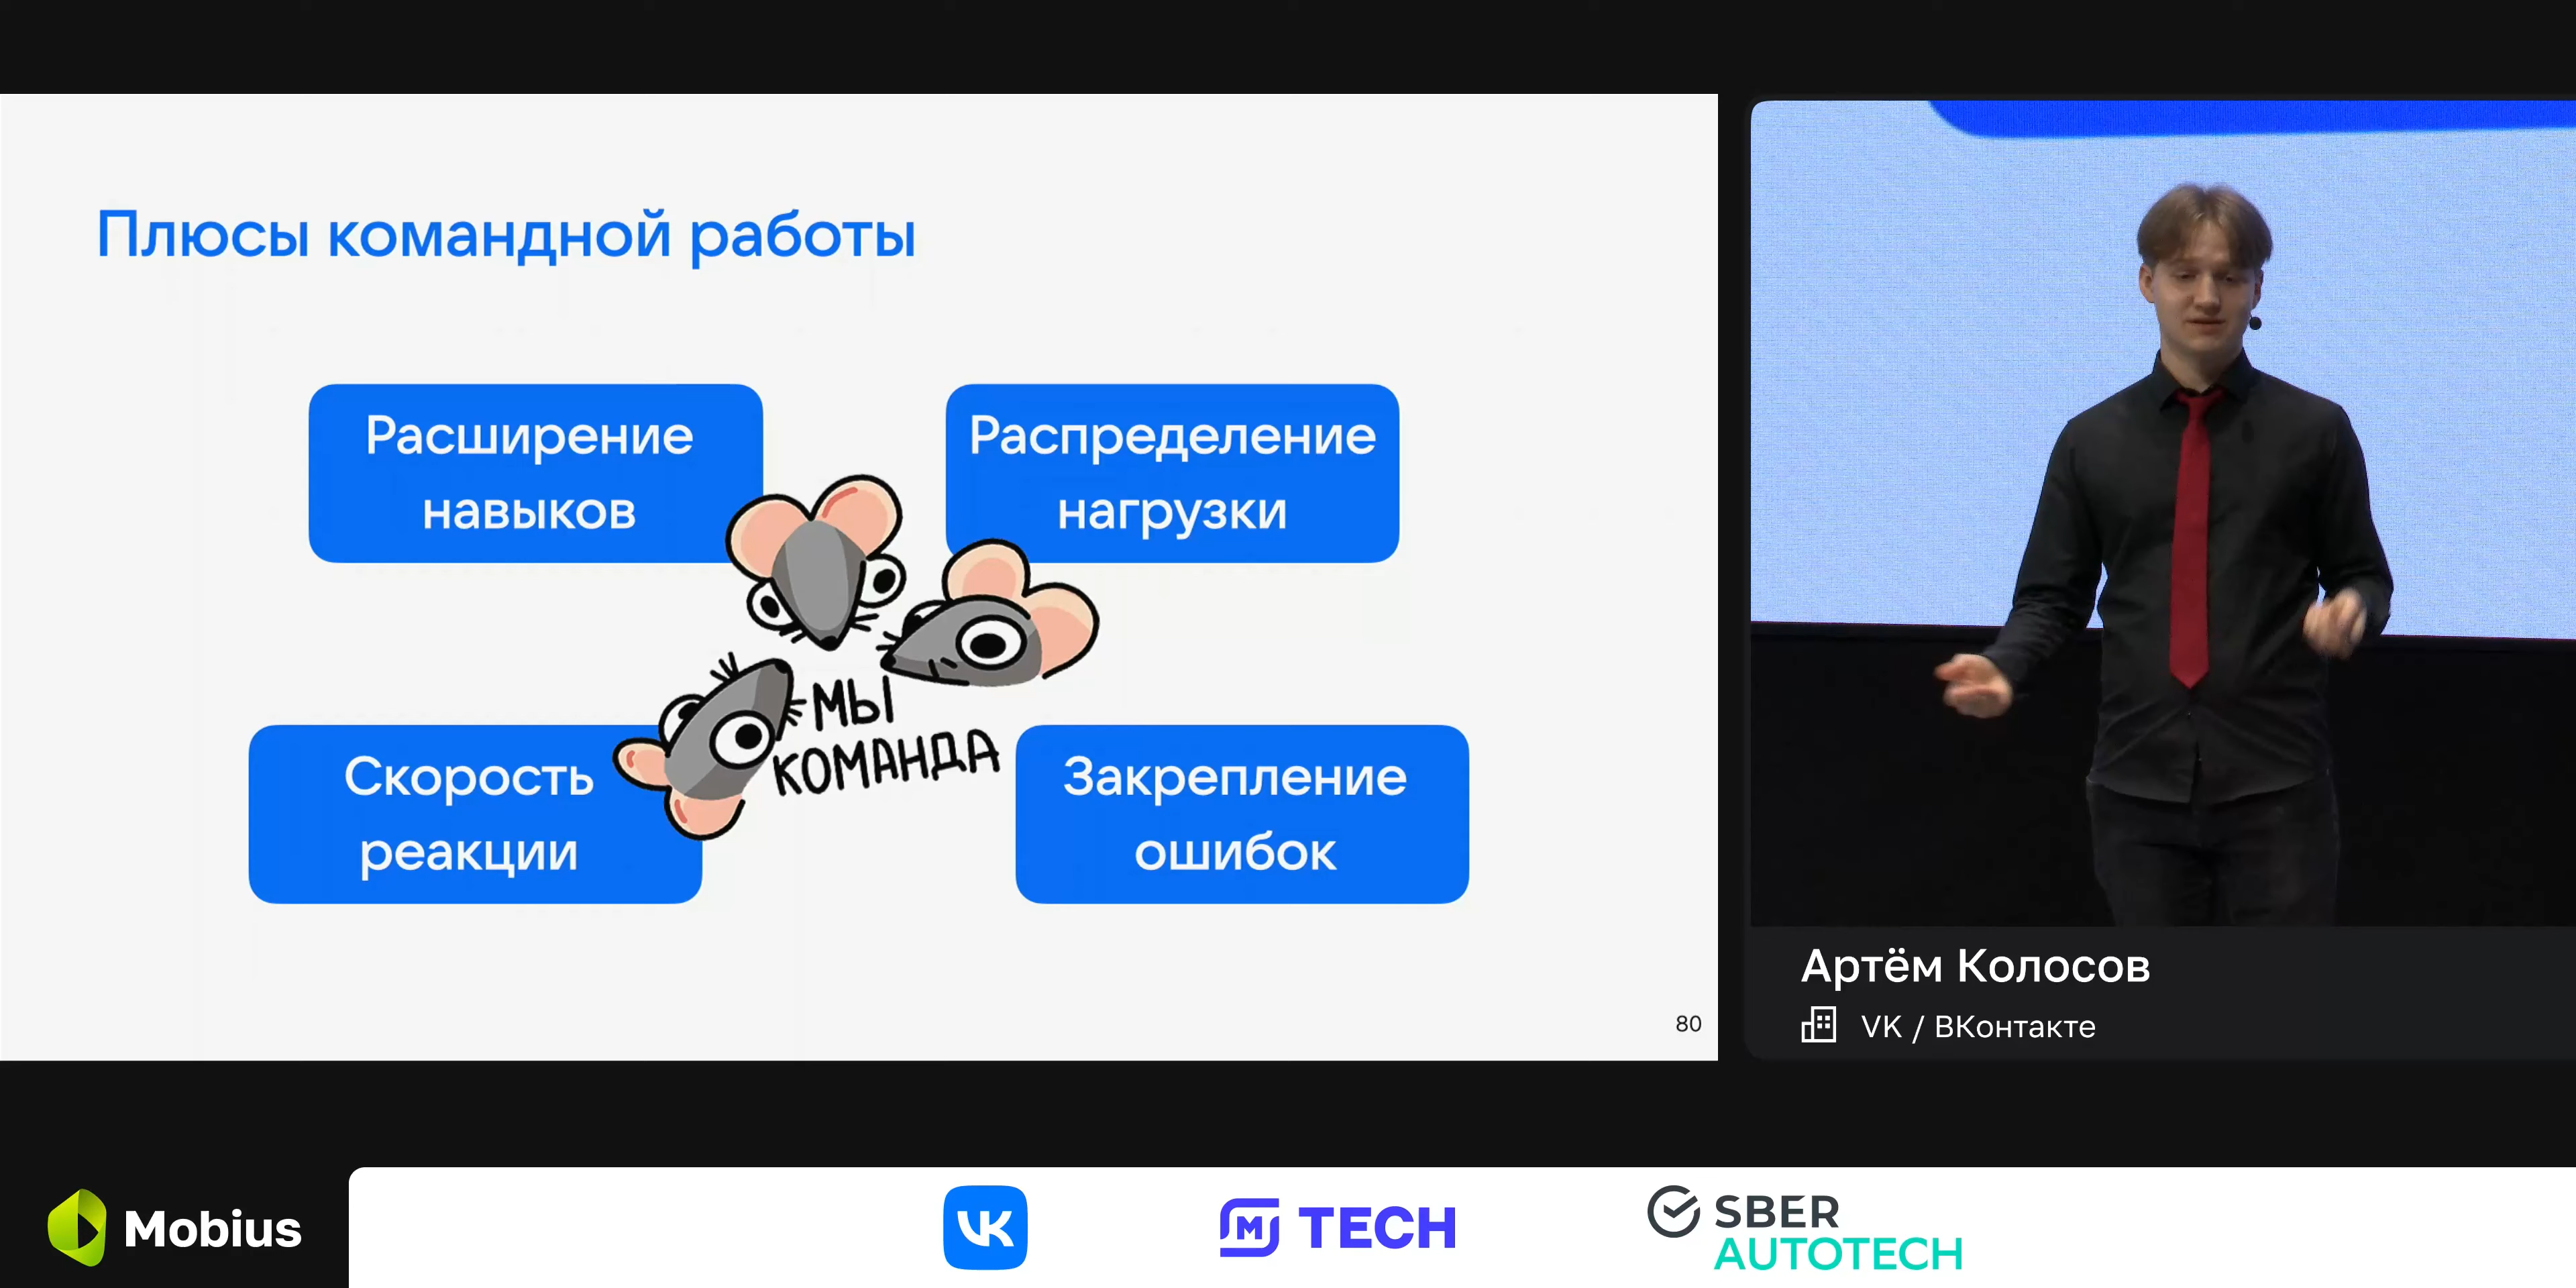 Плюсы командной работы
Расширение
навыков
Распределение
нагрузки
МЫ
КОМАНДА
Скорость
реакции
Закрепление
ошибок
80
Артём Колосов
VK / ВКонтакте
Mobius
VK
M TECH
SBER
AUTOTECH